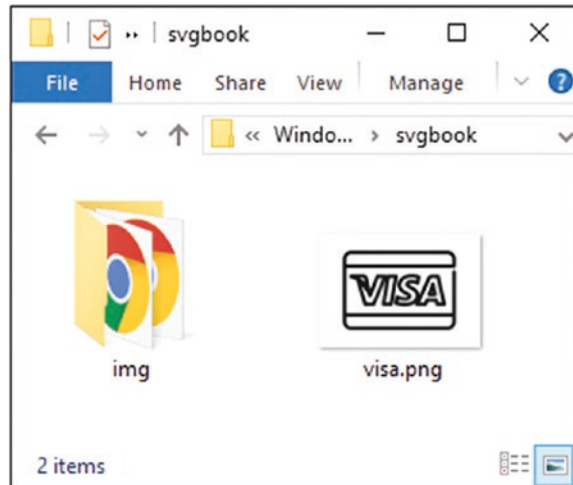 svgbook
File Home Share View Manage ?
« Windo... > svgbook
VISA
img visa.png
2 items